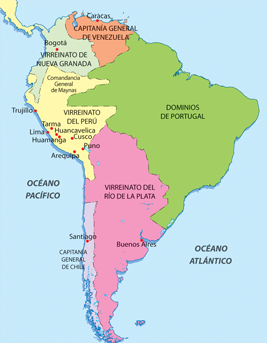 Caracas
CAPITANÍA GENERAL
DE VENEZUELA
Bogotá
VIRREINATO DE
NUEVA GRANADA
Comandancia
General
de Maynas
Trujillo
VIRREINATO
DEL PERÚ
DOMINIOS
DE PORTUGAL
Tarma
Lima
Huancavelica
Huamanga
Cusco
Puno
Arequipa
OCÉANO
PACÍFICO
VIRREINATO DEL
RÍO DE LA PLATA
Santiago
CAPITANÍA
GENERAL
DE CHILE
Buenos Aires
OCÉANO
ATLÁNTICO